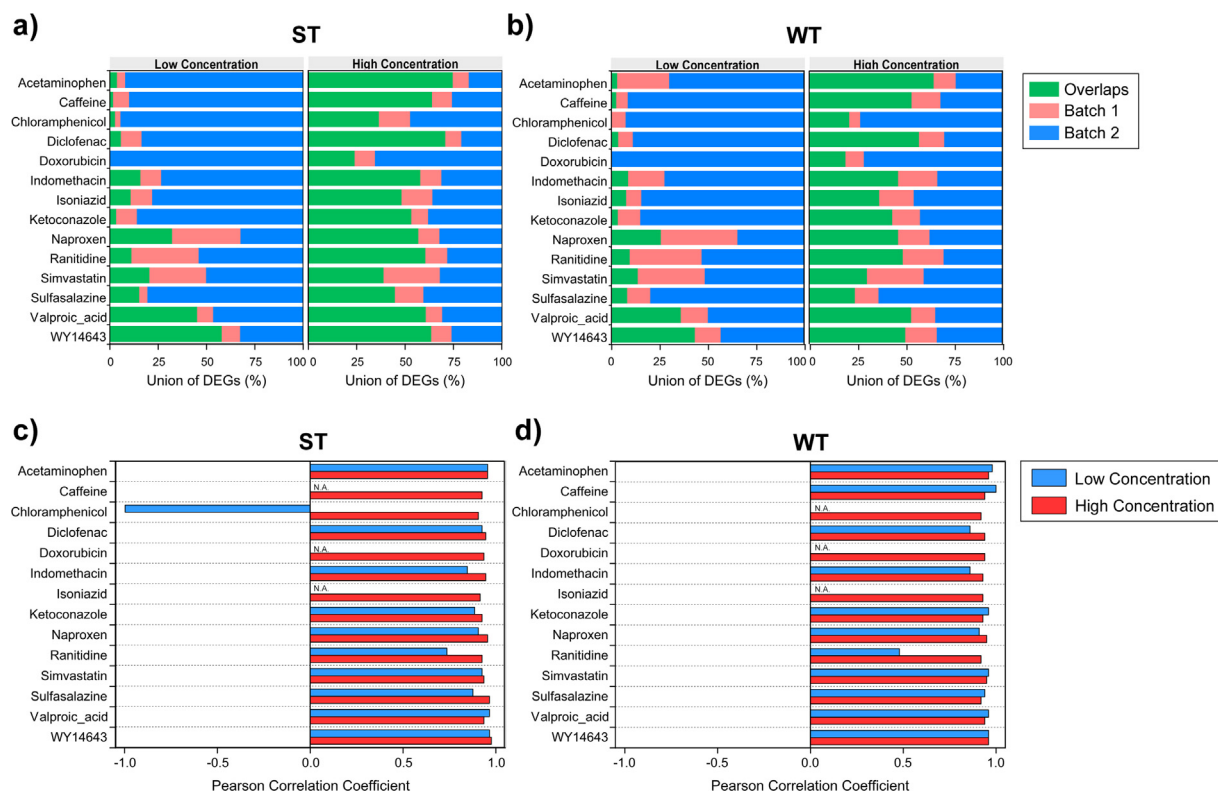 a)
ST
Low Concentration
High Concentration
Acetaminophen
Caffeine
Chloramphenicol
Diclofenac
Doxorubicin
Indomethacin
Isoniazid
Ketoconazole
Naproxen
Ranitidine
Simvastatin
Sulfasalazine
Valproic_acid
WY14643
0 25 50 75 100 0 25 50 75 100
Union of DEGs (%) Union of DEGs (%)
b)
WT
Low Concentration
High Concentration
Acetaminophen
Caffeine
Chloramphenicol
Diclofenac
Doxorubicin
Indomethacin
Isoniazid
Ketoconazole
Naproxen
Ranitidine
Simvastatin
Sulfasalazine
Valproic_acid
WY14643
0 25 50 75 100 0 25 50 75 100
Union of DEGs (%) Union of DEGs (%)
Overlaps
Batch 1
Batch 2
c)
ST
Acetaminophen
Caffeine N.A.
Chloramphenicol
Diclofenac
Doxorubicin N.A.
Indomethacin
Isoniazid N.A.
Ketoconazole
Naproxen
Ranitidine
Simvastatin
Sulfasalazine
Valproic_acid
WY14643
-1.0 -0.5 0.0 0.5 1.0
Pearson Correlation Coefficient
d)
WT
Acetaminophen
Caffeine
Chloramphenicol N.A.
Diclofenac
Doxorubicin N.A.
Indomethacin
Isoniazid N.A.
Ketoconazole
Naproxen
Ranitidine
Simvastatin
Sulfasalazine
Valproic_acid
WY14643
-1.0 -0.5 0.0 0.5 1.0
Pearson Correlation Coefficient
Low Concentration
High Concentration